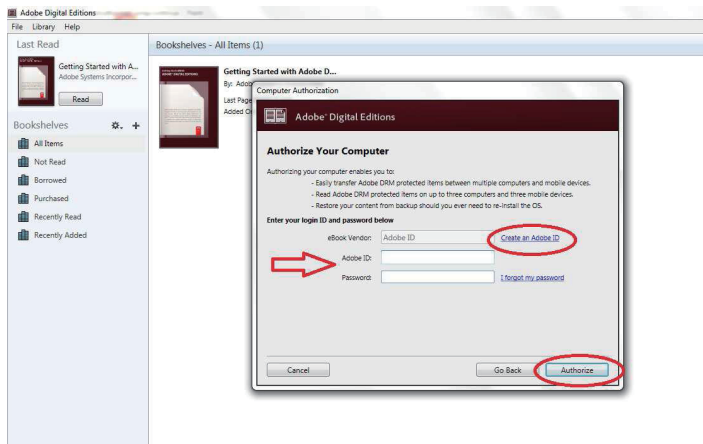 Adobe Digital Editions
File Library Help
Last Read
Getting Started with A...
Adobe Systems Incorpor...
Read
Bookshelves
All Items
Not Read
Borrowed
Purchased
Recently Read
Recently Added
Bookshelves - All Items (1)
Getting Started with Adobe D...
By: Adob
Last Page
Added O
Computer Authorization
Adobe® Digital Editions
Authorize Your Computer
Authorizing your computer enables you to:
- Easily transfer Adobe DRM protected items between multiple computers and mobile devices.
- Read Adobe DRM protected items on up to three computers and three mobile devices.
- Restore your content from backup should you ever need to re-install the OS.
Enter your login ID and password below
eBook Vendor: Adobe ID Create an Adobe ID
Adobe ID:
Password: I forgot my password
Cancel Go Back Authorize